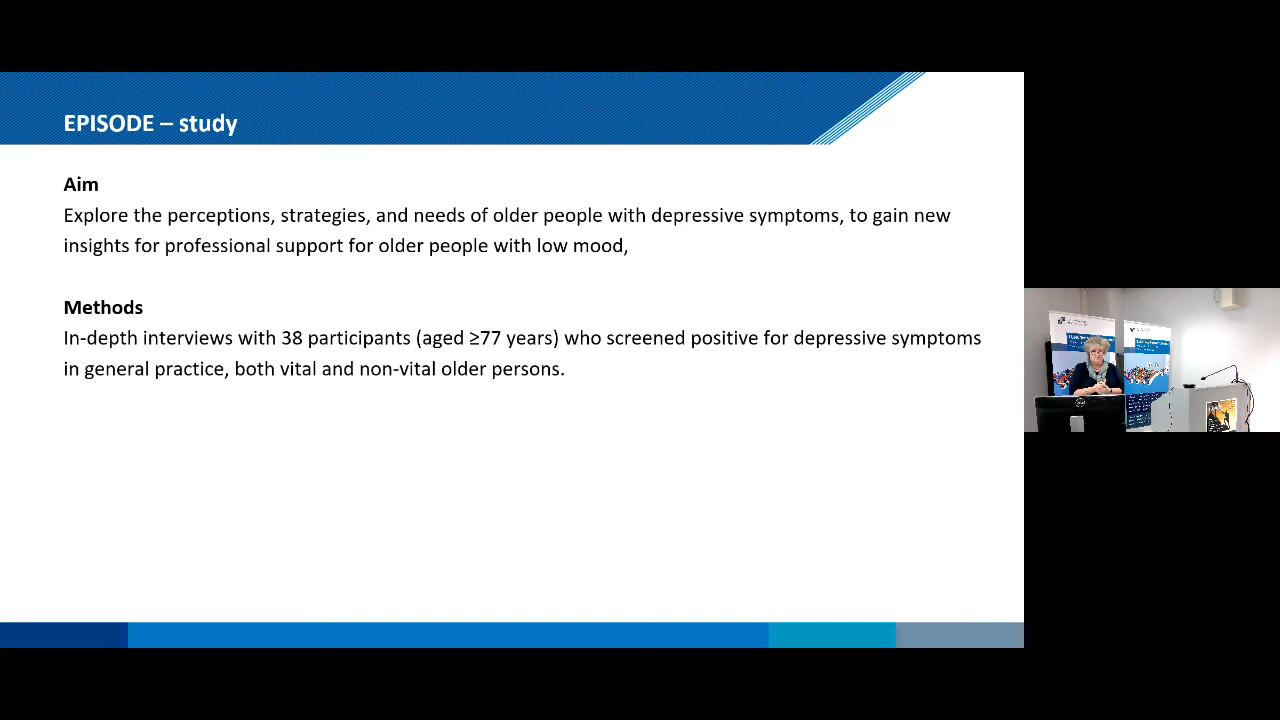 EPISODE – study
Aim
Explore the perceptions, strategies, and needs of older people with depressive symptoms, to gain new
insights for professional support for older people with low mood,
Methods
In-depth interviews with 38 participants (aged ≥77 years) who screened positive for depressive symptoms
in general practice, both vital and non-vital older persons.